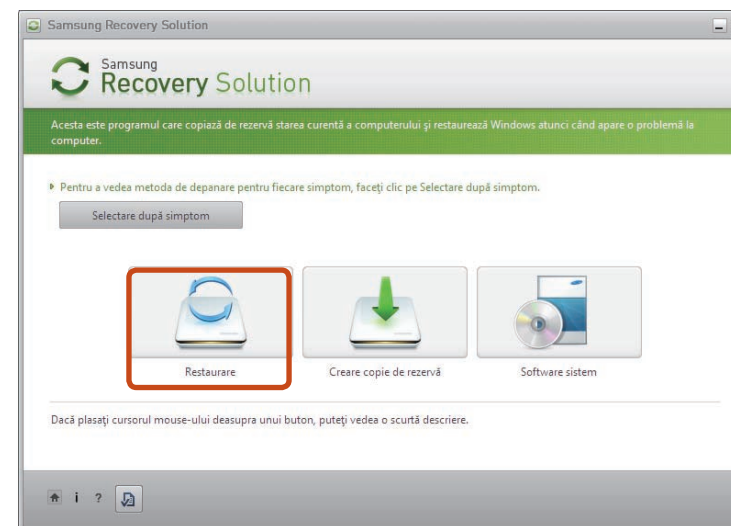 Samsung Recovery Solution
Samsung
Recovery Solution
Acesta este programul care copiază de rezervă starea curentă a computerului şi restaurează Windows atunci când apare o problemă la
computer.
Pentru a vedea metoda de depanare pentru fiecare simptom, faceţi clic pe Selectare după simptom.
Selectare după simptom
Restaurare
Creare copie de rezervă
Software sistem
Dacă plasaţi cursorul mouse-ului deasupra unui buton, puteţi vedea o scurtă descriere.
i ?